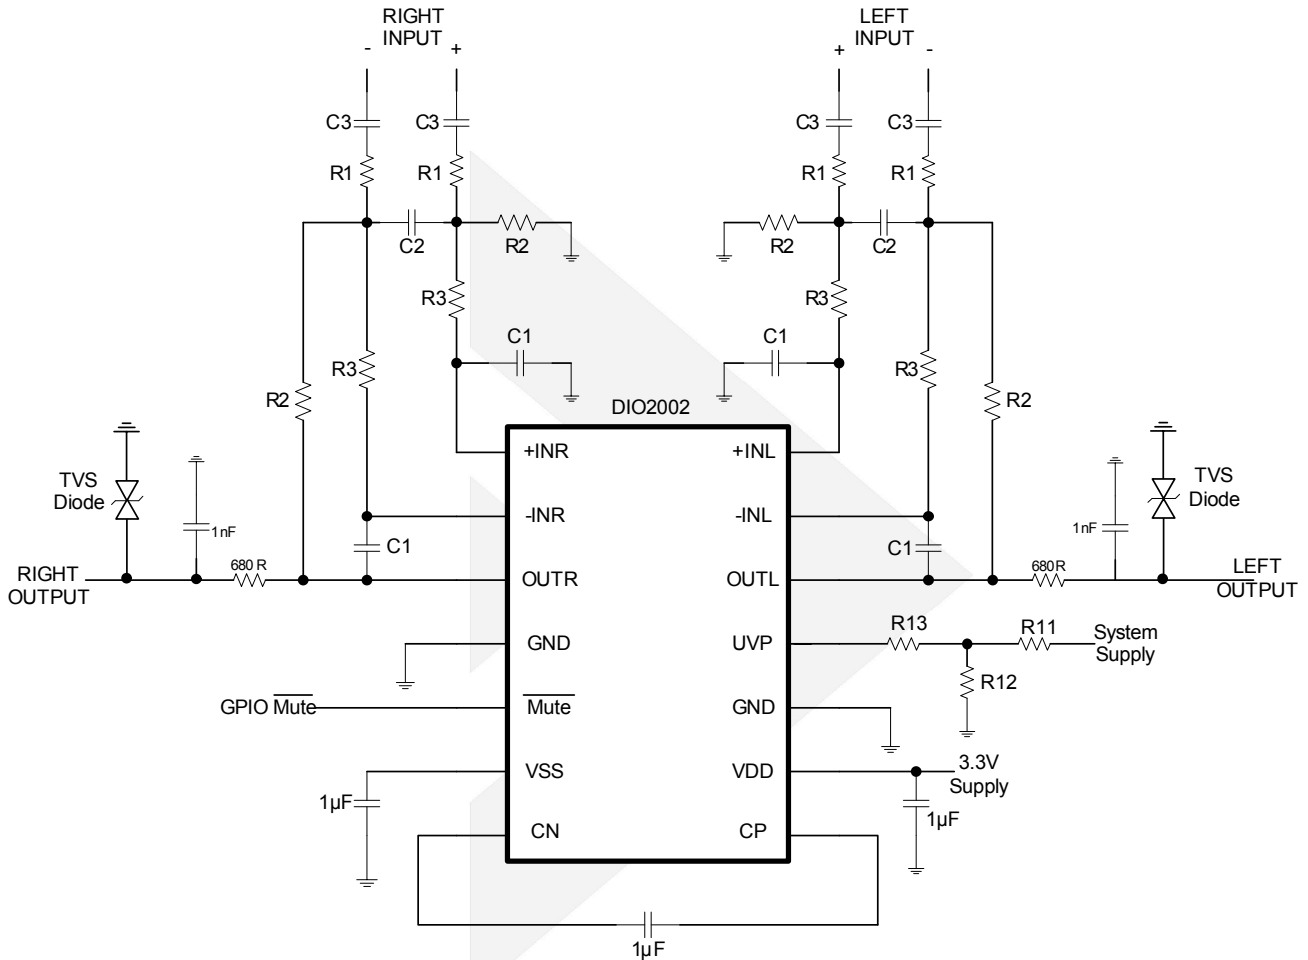 RIGHT
INPUT
LEFT
INPUT
-
+
+
-
C3
C3
C3
C3
R1
R1
R1
R1
C2
R2
R2
C2
R3
R3
C1
C1
R2
R3
R3
R2
DIO2002
TVS
Diode
1nF
+INR
+INL
1nF
TVS
Diode
-INR
-INL
C1
C1
RIGHT
OUTPUT
680R
OUTR
OUTL
680R
LEFT
OUTPUT
GND
UVP
R13
R11
System
Supply
R12
GPIO Mute
Mute
GND
VSS
VDD
3.3V
Supply
1µF
1µF
CN
CP
1µF